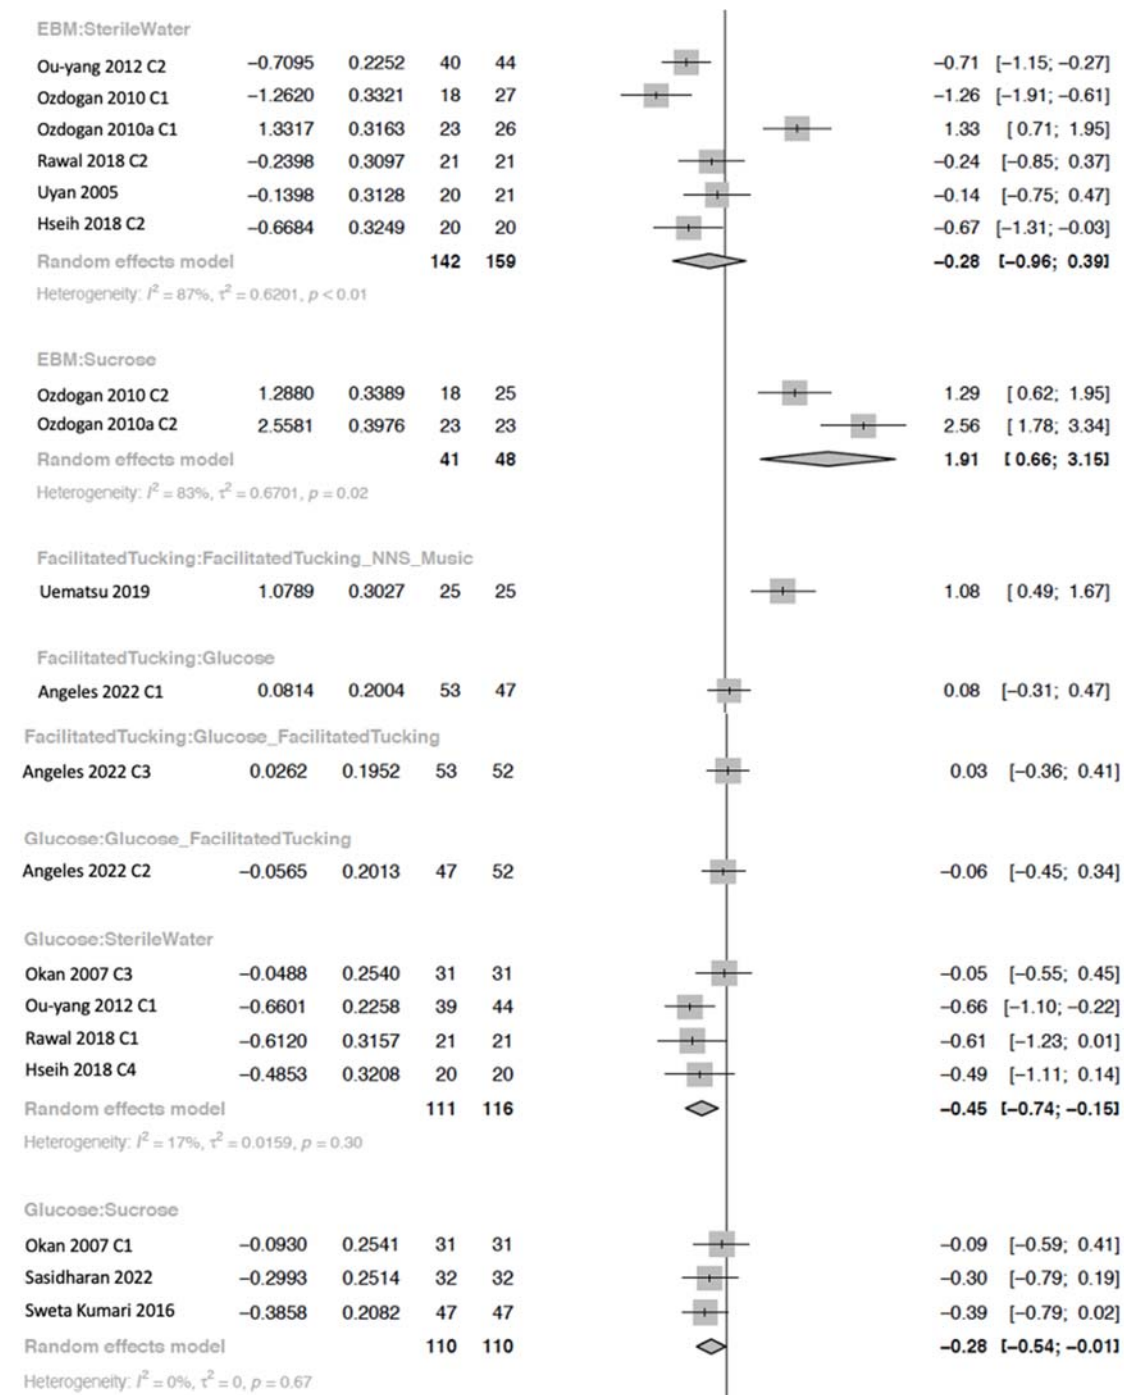 EBM:SterileWater
Ou-yang 2012 C2 −0.7095 0.2252 40 44 −0.71 [−1.15; −0.27]
Ozdogan 2010 C1 −1.2620 0.3321 18 27 −1.26 [−1.91; −0.61]
Ozdogan 2010a C1 1.3317 0.3163 23 26 1.33 [ 0.71; 1.95]
Rawal 2018 C2 −0.2398 0.3097 21 21 −0.24 [−0.85; 0.37]
Uyan 2005 −0.1398 0.3128 20 21 −0.14 [−0.75; 0.47]
Hseih 2018 C2 −0.6684 0.3249 20 20 −0.67 [−1.31; −0.03]
Random effects model 142 159 −0.28 [−0.96; 0.39]
Heterogeneity: I² = 87%, τ² = 0.6201, p < 0.01
EBM:Sucrose
Ozdogan 2010 C2 1.2880 0.3389 18 25 1.29 [ 0.62; 1.95]
Ozdogan 2010a C2 2.5581 0.3976 23 23 2.56 [ 1.78; 3.34]
Random effects model 41 48 1.91 [ 0.66; 3.15]
Heterogeneity: I² = 83%, τ² = 0.6701, p = 0.02
FacilitatedTucking:FacilitatedTucking_NNS_Music
Uematsu 2019 1.0789 0.3027 25 25 1.08 [ 0.49; 1.67]
FacilitatedTucking:Glucose
Angeles 2022 C1 0.0814 0.2004 53 47 0.08 [−0.31; 0.47]
FacilitatedTucking:Glucose_FacilitatedTucking
Angeles 2022 C3 0.0262 0.1952 53 52 0.03 [−0.36; 0.41]
Glucose:Glucose_FacilitatedTucking
Angeles 2022 C2 −0.0565 0.2013 47 52 −0.06 [−0.45; 0.34]
Glucose:SterileWater
Okan 2007 C3 −0.0488 0.2540 31 31 −0.05 [−0.55; 0.45]
Ou-yang 2012 C1 −0.6601 0.2258 39 44 −0.66 [−1.10; −0.22]
Rawal 2018 C1 −0.6120 0.3157 21 21 −0.61 [−1.23; 0.01]
Hseih 2018 C4 −0.4853 0.3208 20 20 −0.49 [−1.11; 0.14]
Random effects model 111 116 −0.45 [−0.74; −0.15]
Heterogeneity: I² = 17%, τ² = 0.0159, p = 0.30
Glucose:Sucrose
Okan 2007 C1 −0.0930 0.2541 31 31 −0.09 [−0.59; 0.41]
Sasidharan 2022 −0.2993 0.2514 32 32 −0.30 [−0.79; 0.19]
Sweta Kumari 2016 −0.3858 0.2082 47 47 −0.39 [−0.79; 0.02]
Random effects model 110 110 −0.28 [−0.54; −0.01]
Heterogeneity: I² = 0%, τ² = 0, p = 0.67